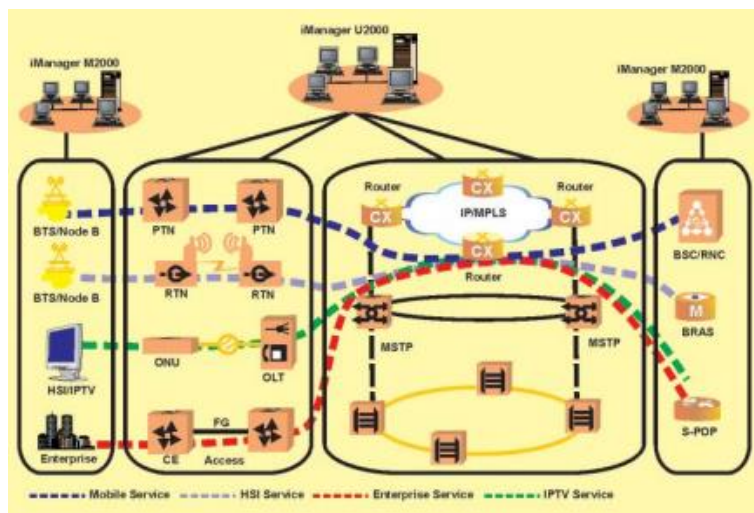 iManager U2000
iManager M2000
iManager M2000
Router
Router
CX
CX
CX
IP/MPLS
CX
Router
BTS/Node B
PTN
PTN
BSC/RNC
BTS/Node B
RTN
RTN
M
BRAS
MSTP
MSTP
HSI/IPTV
ONU
OLT
S-POP
FG
Enterprise
CE
Access
Mobile Service
HSI Service
Enterprise Service
IPTV Service